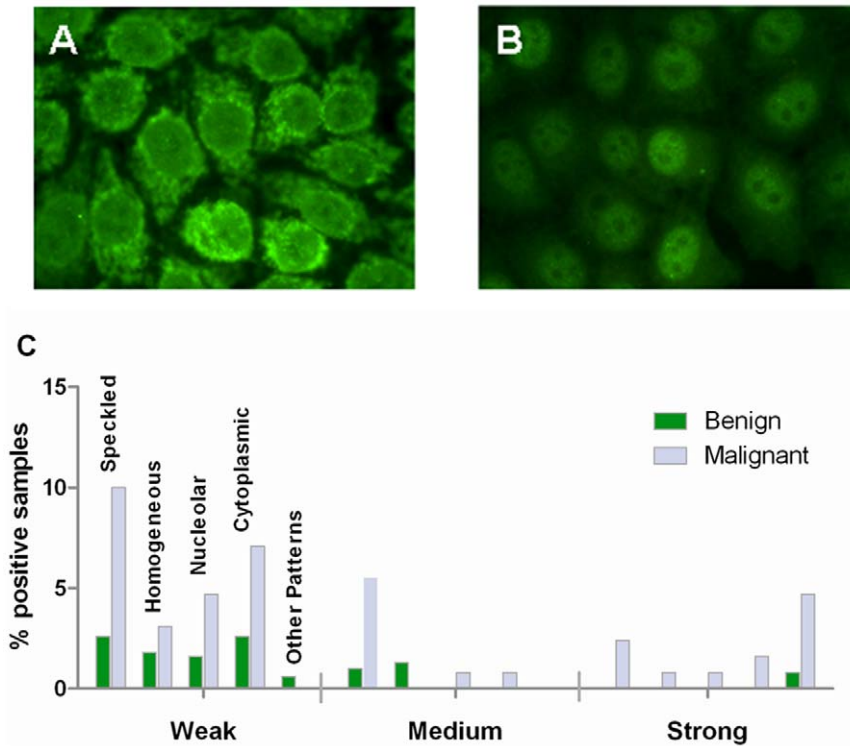 A
B
C
15
10
5
0
% positive samples
Speckled
Homogeneous
Nucleolar
Cytoplasmic
Other Patterns
Benign
Malignant
Weak
Medium
Strong